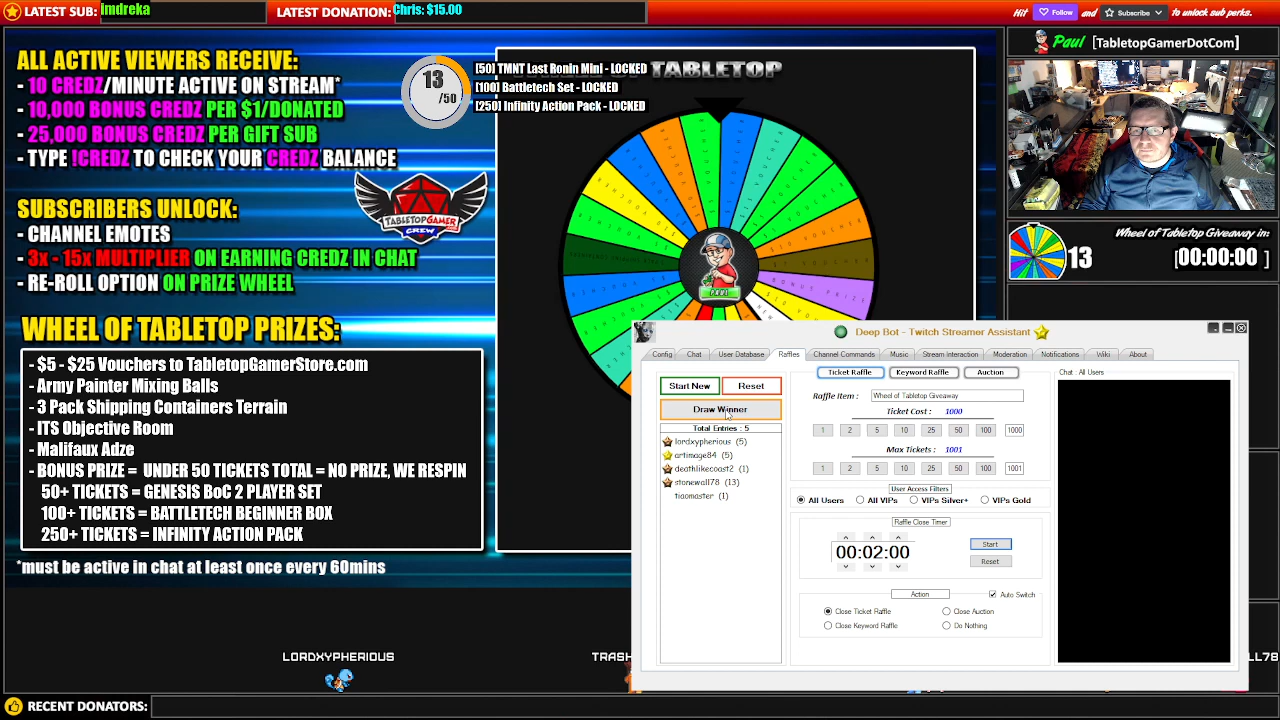 LATEST SUB: Imdreka
LATEST DONATION: Chris: $15.00
Hit Follow and Subscribe to unlock sub perks.
ALL ACTIVE VIEWERS RECEIVE:
- 10 CREDZ/MINUTE ACTIVE ON STREAM*
- 10,000 BONUS CREDZ PER $1/DONATED
- 25,000 BONUS CREDZ PER GIFT SUB
- TYPE !CREDZ TO CHECK YOUR CREDZ BALANCE
SUBSCRIBERS UNLOCK:
- CHANNEL EMOTES
- 3x - 15x MULTIPLIER ON EARNING CREDZ IN CHAT
- RE-ROLL OPTION ON PRIZE WHEEL
TABLETOPGAMER
CREW
WHEEL OF TABLETOP PRIZES:
- $5 - $25 Vouchers to TabletopGamerStore.com
- Army Painter Mixing Balls
- 3 Pack Shipping Containers Terrain
- ITS Objective Room
- Malifaux Adze
- BONUS PRIZE = UNDER 50 TICKETS TOTAL = NO PRIZE, WE RESPIN
50+ TICKETS = GENESIS BoC 2 PLAYER SET
100+ TICKETS = BATTLETECH BEGINNER BOX
250+ TICKETS = INFINITY ACTION PACK
*must be active in chat at least once every 60mins
13
/50
[50] TMNT Last Ronin Mini - LOCKED
[100] Battletech Set - LOCKED
[250] Infinity Action Pack - LOCKED
TABLETOP
PAUL
Paul [TabletopGamerDotCom]
Wheel of Tabletop Giveaway in:
13 [00:00:00 ]
Deep Bot - Twitch Streamer Assistant
Config Chat User Database Raffles Channel Commands Music Stream Interaction Moderation Notifications Wiki About
Start New Reset
Draw Winner
Total Entries : 5
lordxypherious (5)
artimage84 (5)
deathlikecoast2 (1)
stonewall78 (13)
tiaomaster (1)
Ticket Raffle Keyword Raffle Auction
Raffle Item : Wheel of Tabletop Giveaway
Ticket Cost : 1000
1 2 5 10 25 50 100 1000
Max Tickets : 1001
1 2 5 10 25 50 100 1001
User Access Filters
All Users All VIPs VIPs Silver+ VIPs Gold
Raffle Close Timer
00:02:00
Start
Reset
Action
Auto Switch
Close Ticket Raffle Close Auction
Close Keyword Raffle Do Nothing
Chat : All Users
LORDXYPHERIOUS
TRASH
LL78
RECENT DONATORS: